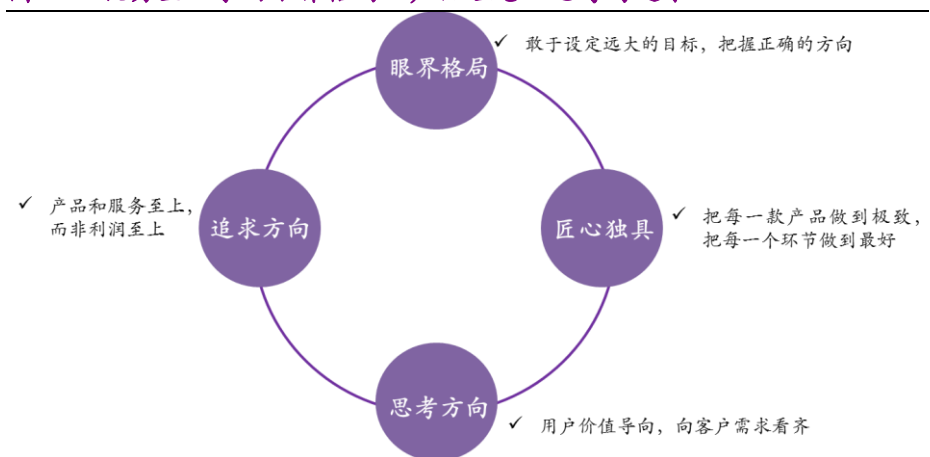 眼界格局
✓ 敢于设定远大的目标，把握正确的方向
追求方向
✓ 产品和服务至上，
而非利润至上
匠心独具
✓ 把每一款产品做到极致，
把每一个环节做到最好
思考方向
✓ 用户价值导向，向客户需求看齐